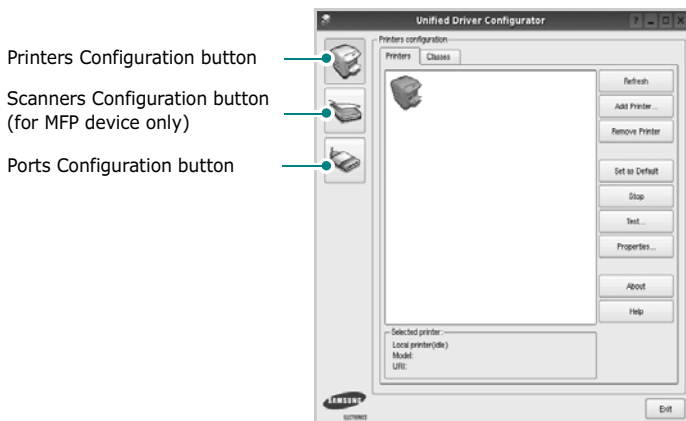 Unified Driver Configurator
Printers Configuration button
Scanners Configuration button
(for MFP device only)
Ports Configuration button
Printers configuration
Printers
Classes
Refresh
Add Printer...
Remove Printer
Set as Default
Stop
Test...
Properties...
About
Help
Selected printer:
Local printer(idle)
Model:
URI:
SAMSUNG
ELECTRONICS
Exit